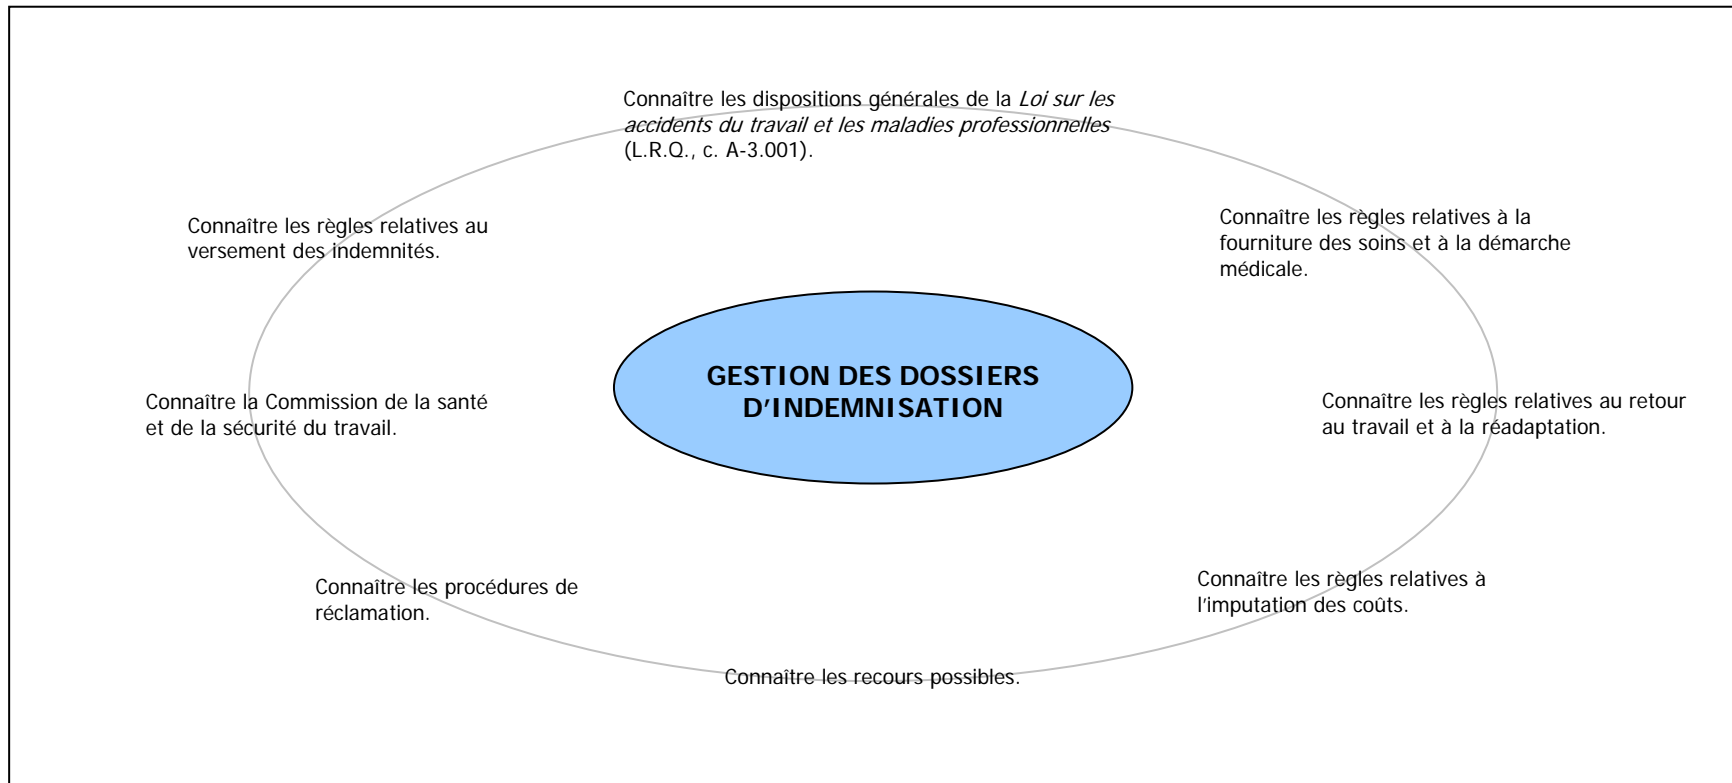 Connaître les dispositions générales de la Loi sur les
accidents du travail et les maladies professionnelles
(L.R.Q., c. A-3.001).
Connaître les règles relatives au
versement des indemnités.
Connaître les règles relatives à la
fourniture des soins et à la démarche
médicale.
GESTION DES DOSSIERS
D'INDEMNISATION
Connaître la Commission de la santé
et de la sécurité du travail.
Connaître les règles relatives au retour
au travail et à la réadaptation.
Connaître les procédures de
réclamation.
Connaître les règles relatives à
l'imputation des coûts.
Connaître les recours possibles.